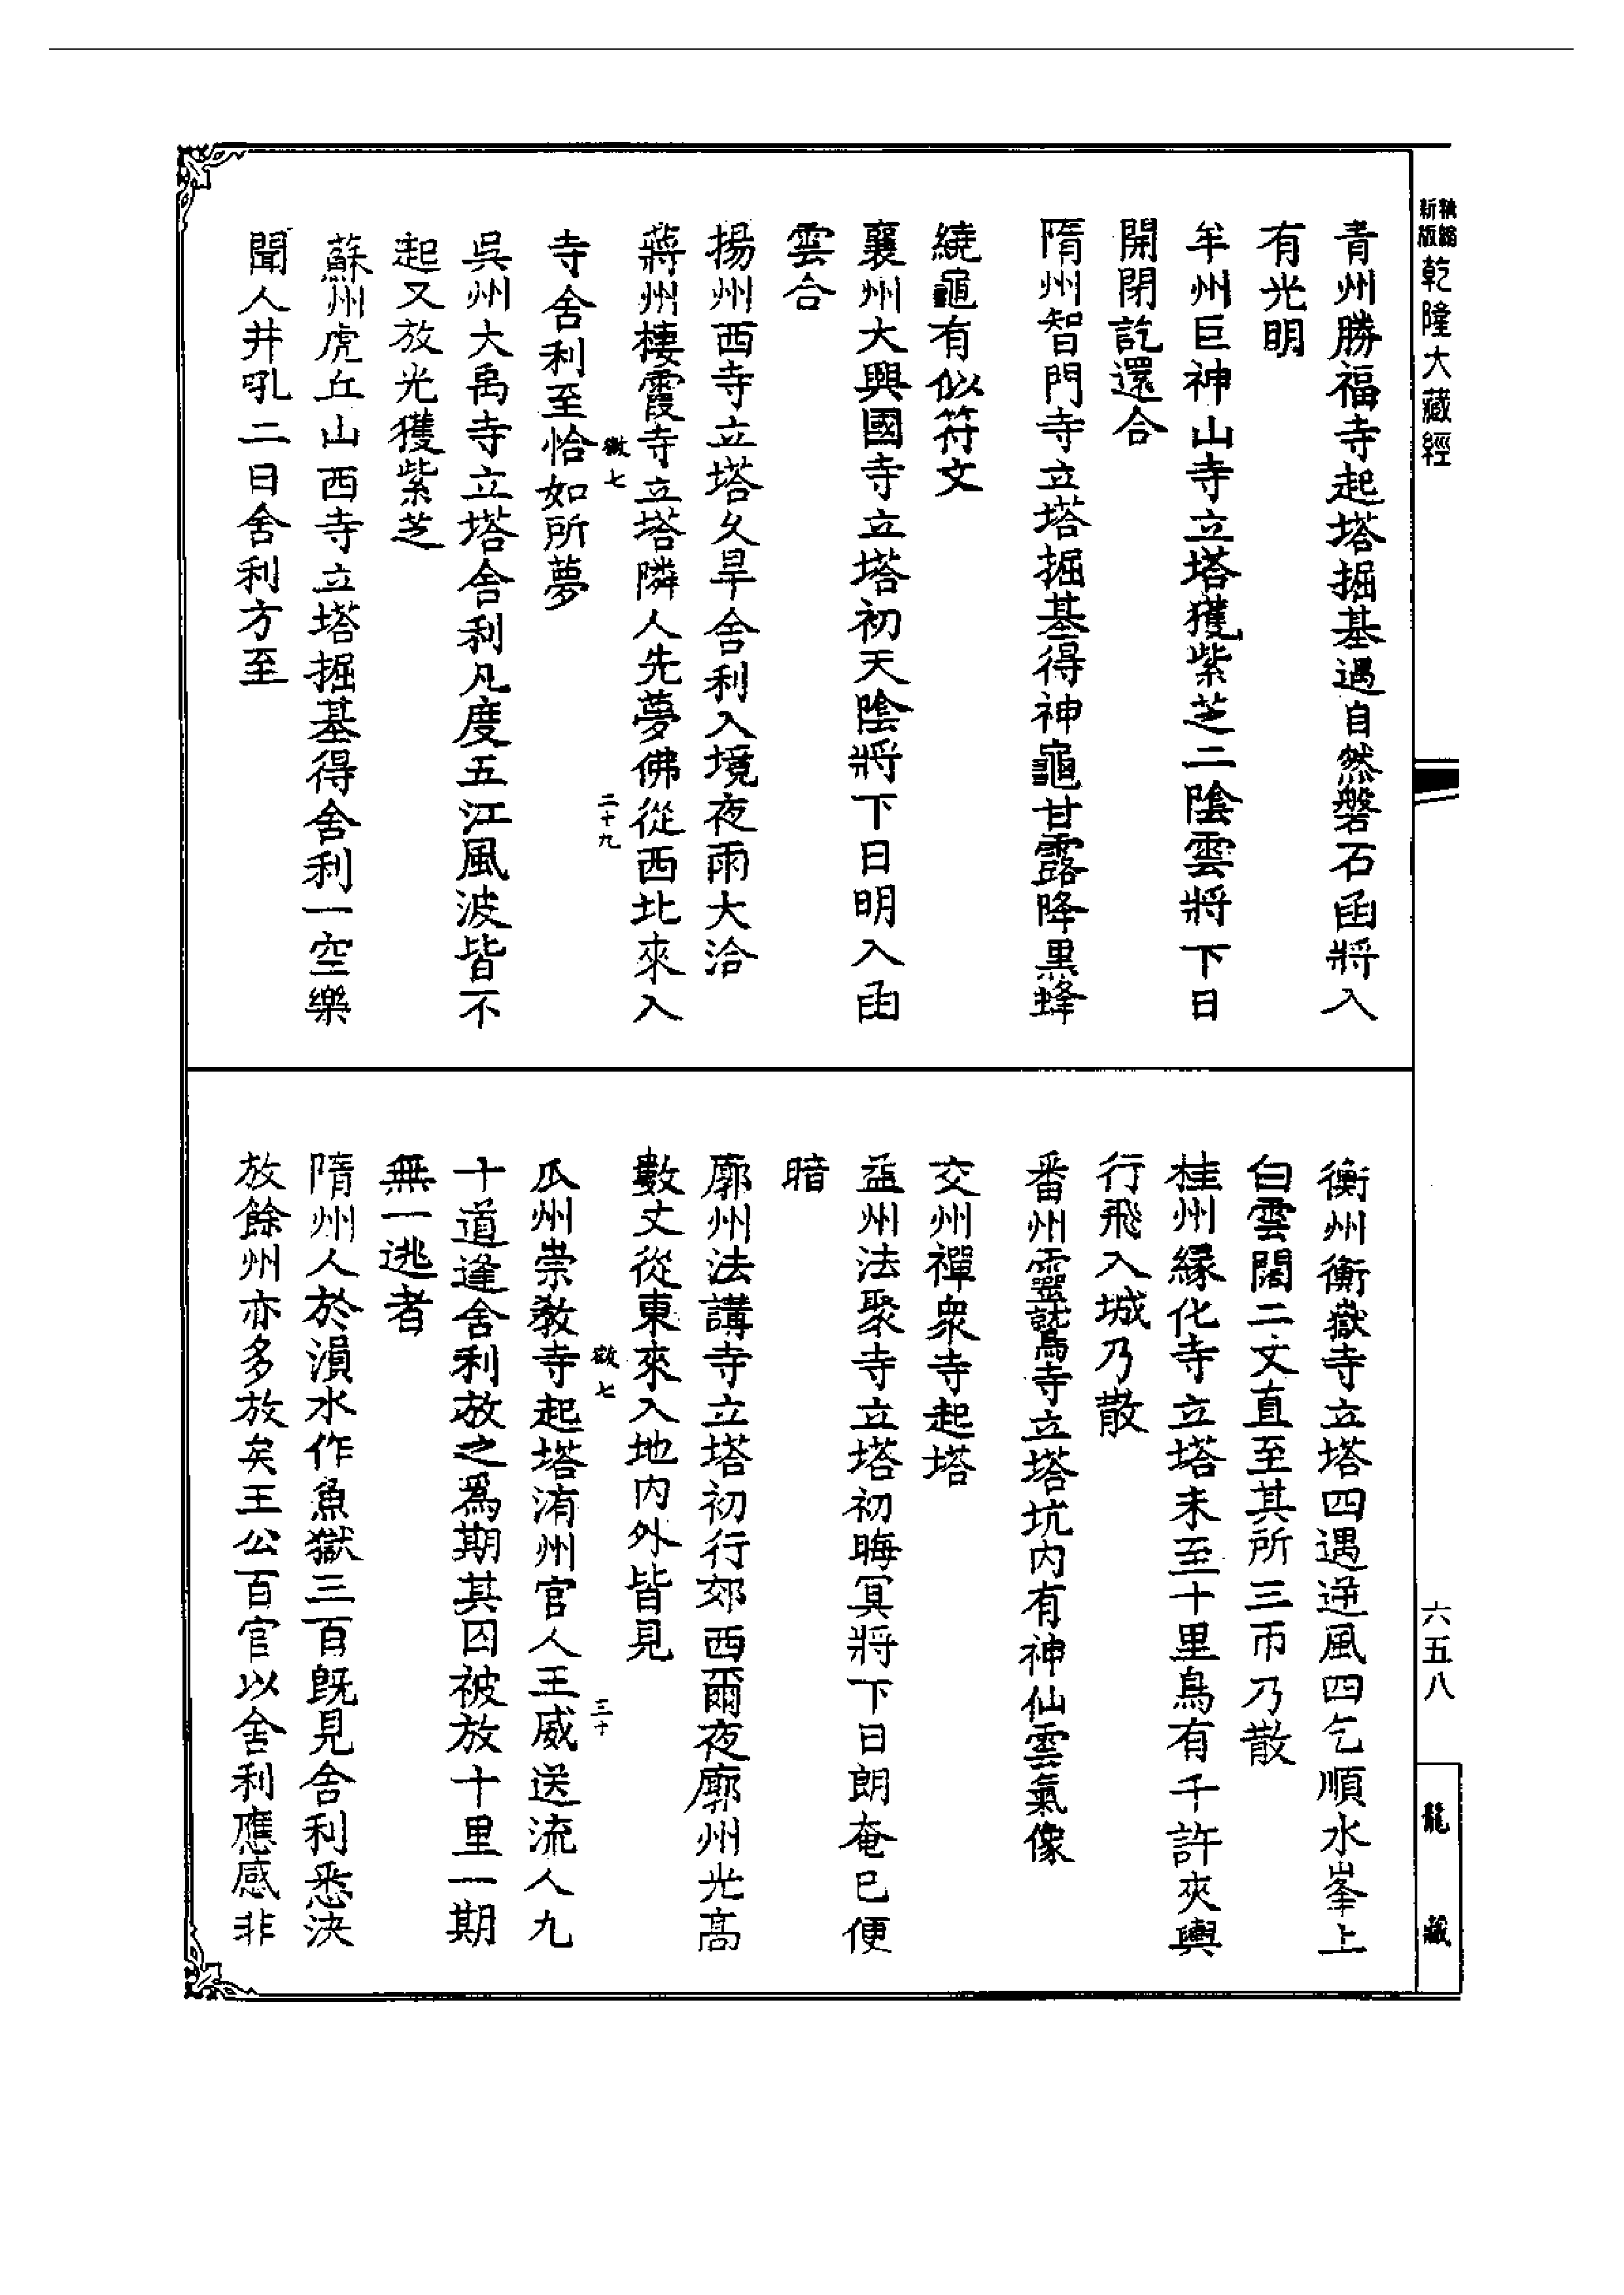 精縮
新版
乾隆大藏經
六五八
龍藏
青州勝福寺起塔掘基遇自然磐石函將入
有光明
牟州巨神山寺立塔獲紫芝二陰雲將下日
開閉訖還合
隋州智門寺立塔掘基得神龜甘露降黑蜂
繞龜有似符文
襄州大興國寺立塔初天陰將下日明入函
雲合
揚州西寺立塔久旱舍利入境夜雨大洽
蔣州棲霞寺立塔隣人先夢佛從西北來入
二十九
寺舍利至恰如所夢
吳州大禹寺立塔舍利凡度五江風波皆不
起又放光獲紫芝
蘇州虎丘山西寺立塔掘基得舍利一空樂
聞人井吼二日舍利方至
衡州衡嶽寺立塔四遇逆風四乞順水峯上
白雲闊二丈直至其所三帀乃散
桂州緣化寺立塔未至十里鳥有千許夾輿
行飛入城乃散
番州靈鷲寺立塔坑內有神仙雲氣像
交州禪衆寺起塔
益州法聚寺立塔初晦冥將下日朗奄已便
暗
廓州法講寺立塔初行郊西爾夜廓州光高
數丈從東來入地內外皆見
三十
瓜州崇教寺起塔洧州官人王威送流人九
十道逢舍利放之爲期其囚被放十里一期
無一逃者
隋州人於溳水作魚獄三百旣見舍利悉決
放餘州亦多放矣王公百官以舍利應感非